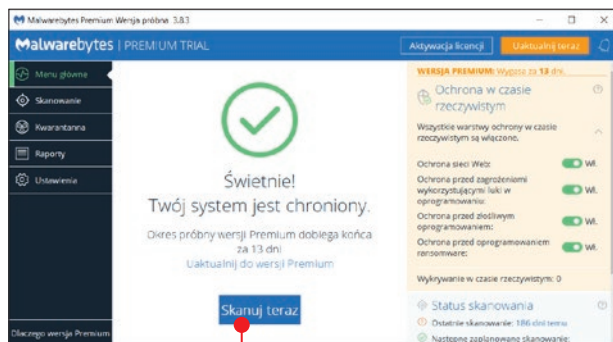 Malwarebytes Premium Wersja próbna 3.8.3
Malwarebytes | PREMIUM TRIAL
Aktywacja licencji
Uaktualnij teraz
Menu główne
Skanowanie
Kwarantanna
Raporty
Ustawienia
Dlaczego wersja Premium
Świetnie!
Twój system jest chroniony.
Okres próbny wersji Premium dobiega końca
za 13 dni
Uaktualnij do wersji Premium
Skanuj teraz
WERSJA PREMIUM: Wygasa za 13 dni.
Ochrona w czasie
rzeczywistym
Wszystkie warstwy ochrony w czasie
rzeczywistym są włączone.
Ochrona sieci Web: Wł.
Ochrona przed zagrożeniami
wykorzystującymi luki w Wł.
oprogramowaniu:
Ochrona przed złośliwym Wł.
oprogramowaniem:
Ochrona przed oprogramowaniem Wł.
ransomware:
Wykrywanie w czasie rzeczywistym: 0
Status skanowania
Ostatnie skanowanie: 186 dni temu
Następne zaplanowane skanowanie: